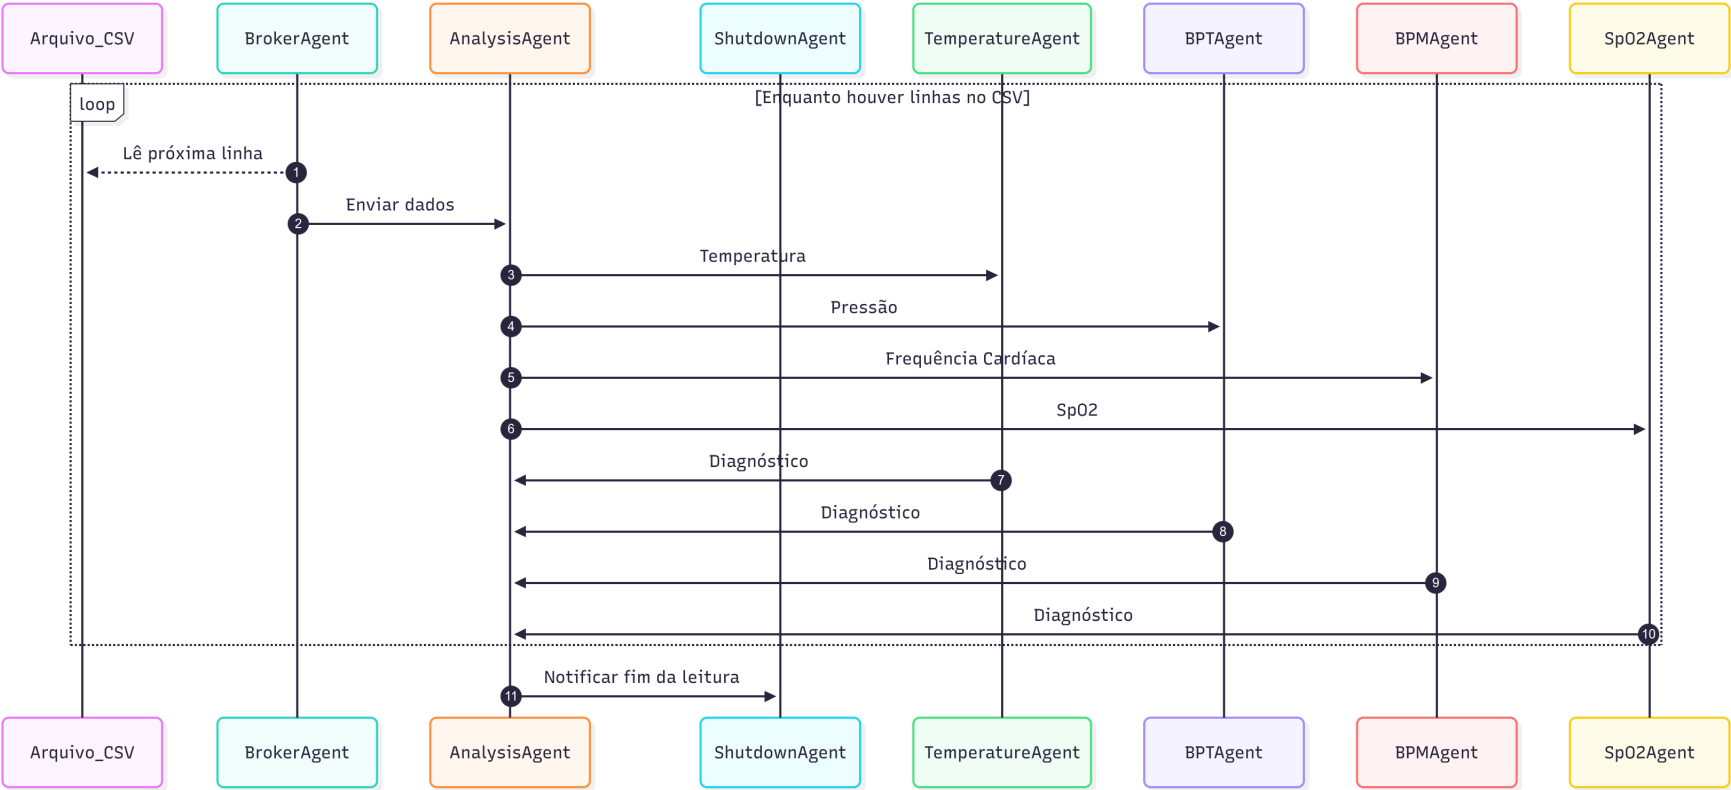 Arquivo_CSV
BrokerAgent
AnalysisAgent
ShutdownAgent
TemperatureAgent
BPTAgent
BPMAgent
SpO2Agent
loop
[Enquanto houver linhas no CSV]
Lê próxima linha
1
Enviar dados
2
Temperatura
3
Pressão
4
Frequência Cardíaca
5
SpO2
6
Diagnóstico
7
Diagnóstico
8
Diagnóstico
9
Diagnóstico
10
Notificar fim da leitura
11
Arquivo_CSV
BrokerAgent
AnalysisAgent
ShutdownAgent
TemperatureAgent
BPTAgent
BPMAgent
SpO2Agent